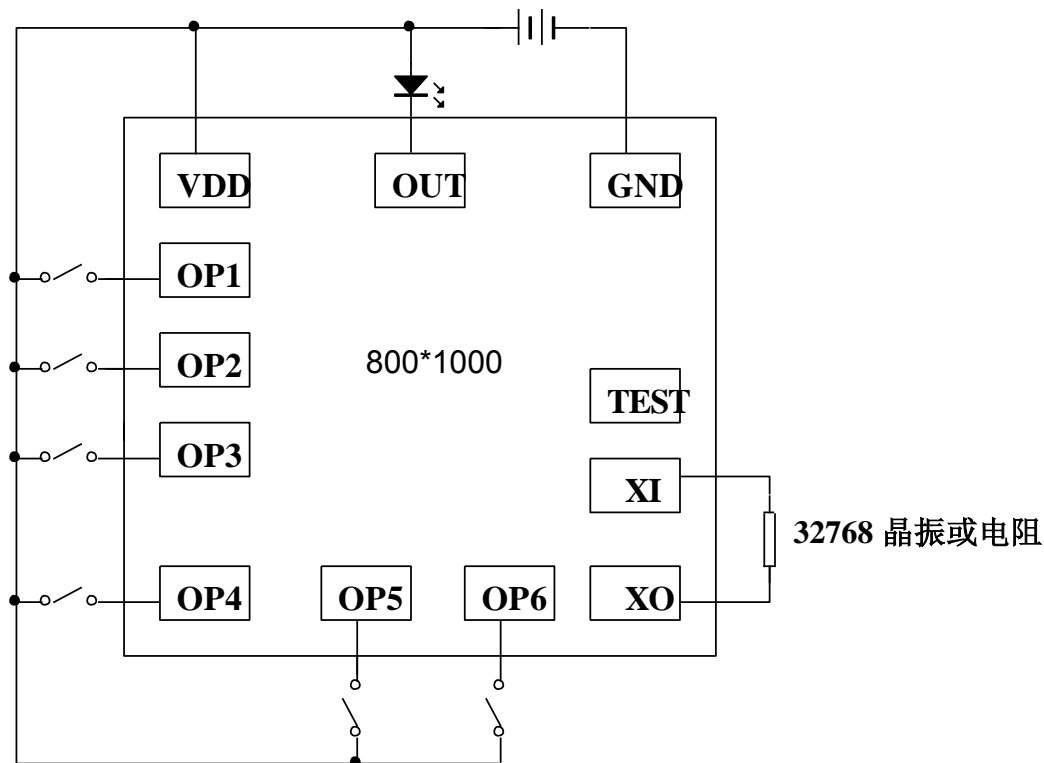 VDD
OUT
GND
OP1
OP2
800*1000
TEST
OP3
XI
32768 晶振或电阻
OP4
OP5
OP6
XO